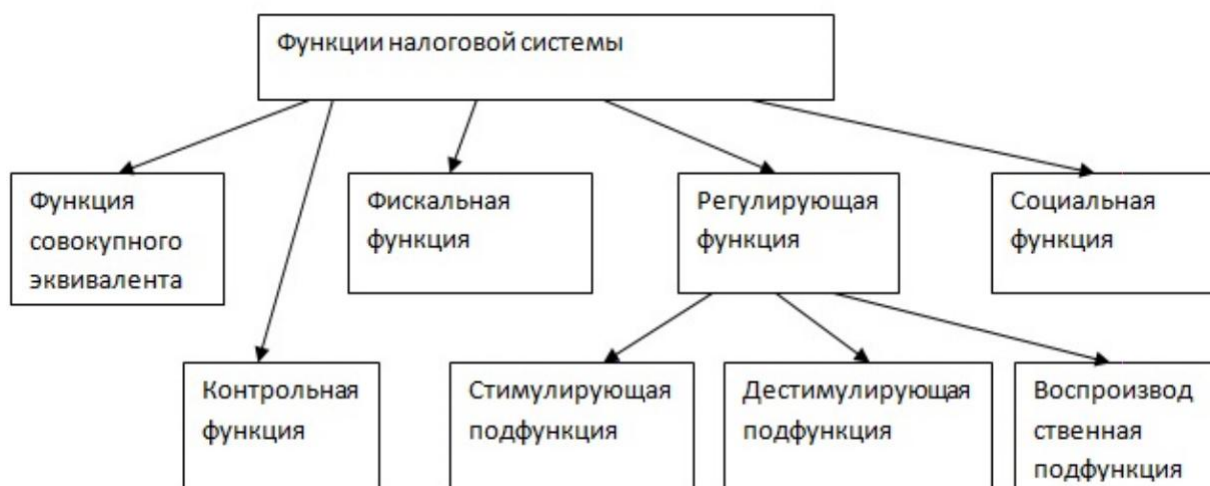 Функции налоговой системы
Функция
совокупного
эквивалента
Фискальная
функция
Регулирующая
функция
Социальная
функция
Контрольная
функция
Стимулирующая
подфункция
Дестимулирующая
подфункция
Воспроизвод
ственная
подфункция